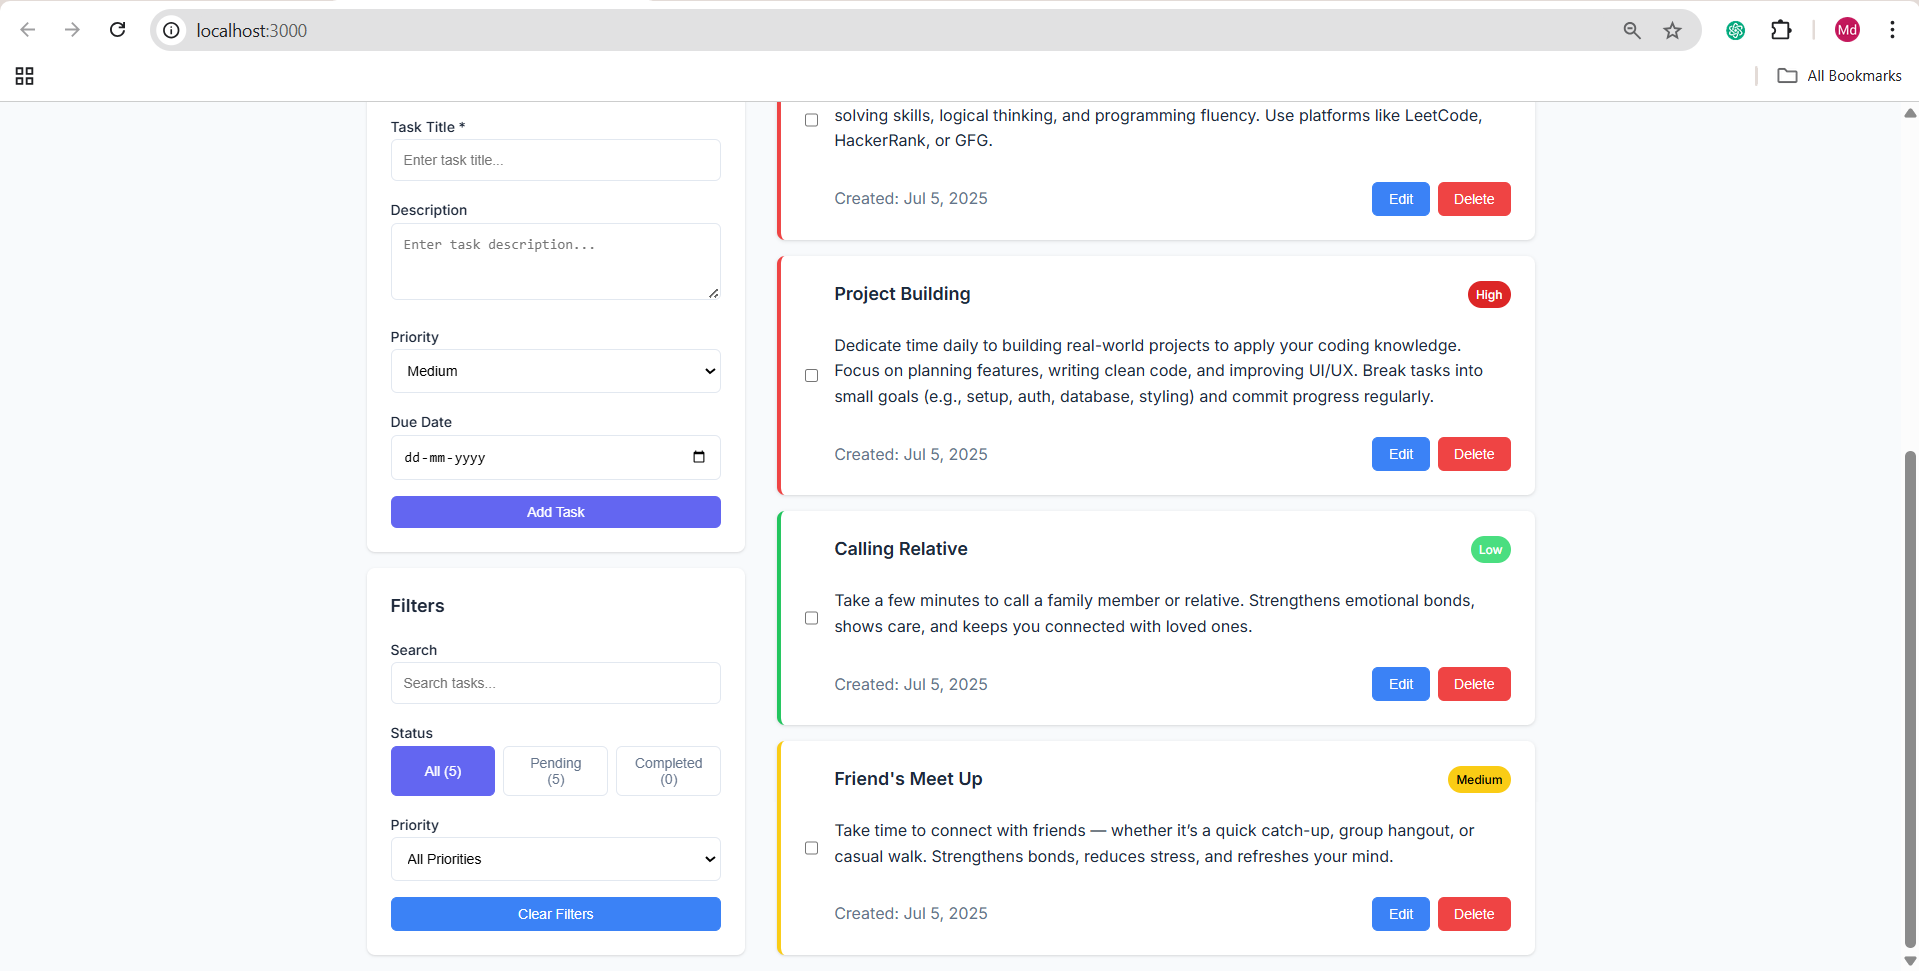 localhost:3000
Md
All Bookmarks
Task Title *
Enter task title...
Description
Enter task description...
Priority
Medium
Due Date
dd-mm-yyyy
Add Task
Filters
Search
Search tasks...
Status
All (5)
Pending
(5)
Completed
(0)
Priority
All Priorities
Clear Filters
solving skills, logical thinking, and programming fluency. Use platforms like LeetCode,
HackerRank, or GFG.
Created: Jul 5, 2025
Edit
Delete
Project Building
High
Dedicate time daily to building real-world projects to apply your coding knowledge.
Focus on planning features, writing clean code, and improving UI/UX. Break tasks into
small goals (e.g., setup, auth, database, styling) and commit progress regularly.
Created: Jul 5, 2025
Edit
Delete
Calling Relative
Low
Take a few minutes to call a family member or relative. Strengthens emotional bonds,
shows care, and keeps you connected with loved ones.
Created: Jul 5, 2025
Edit
Delete
Friend's Meet Up
Medium
Take time to connect with friends — whether it’s a quick catch-up, group hangout, or
casual walk. Strengthens bonds, reduces stress, and refreshes your mind.
Created: Jul 5, 2025
Edit
Delete